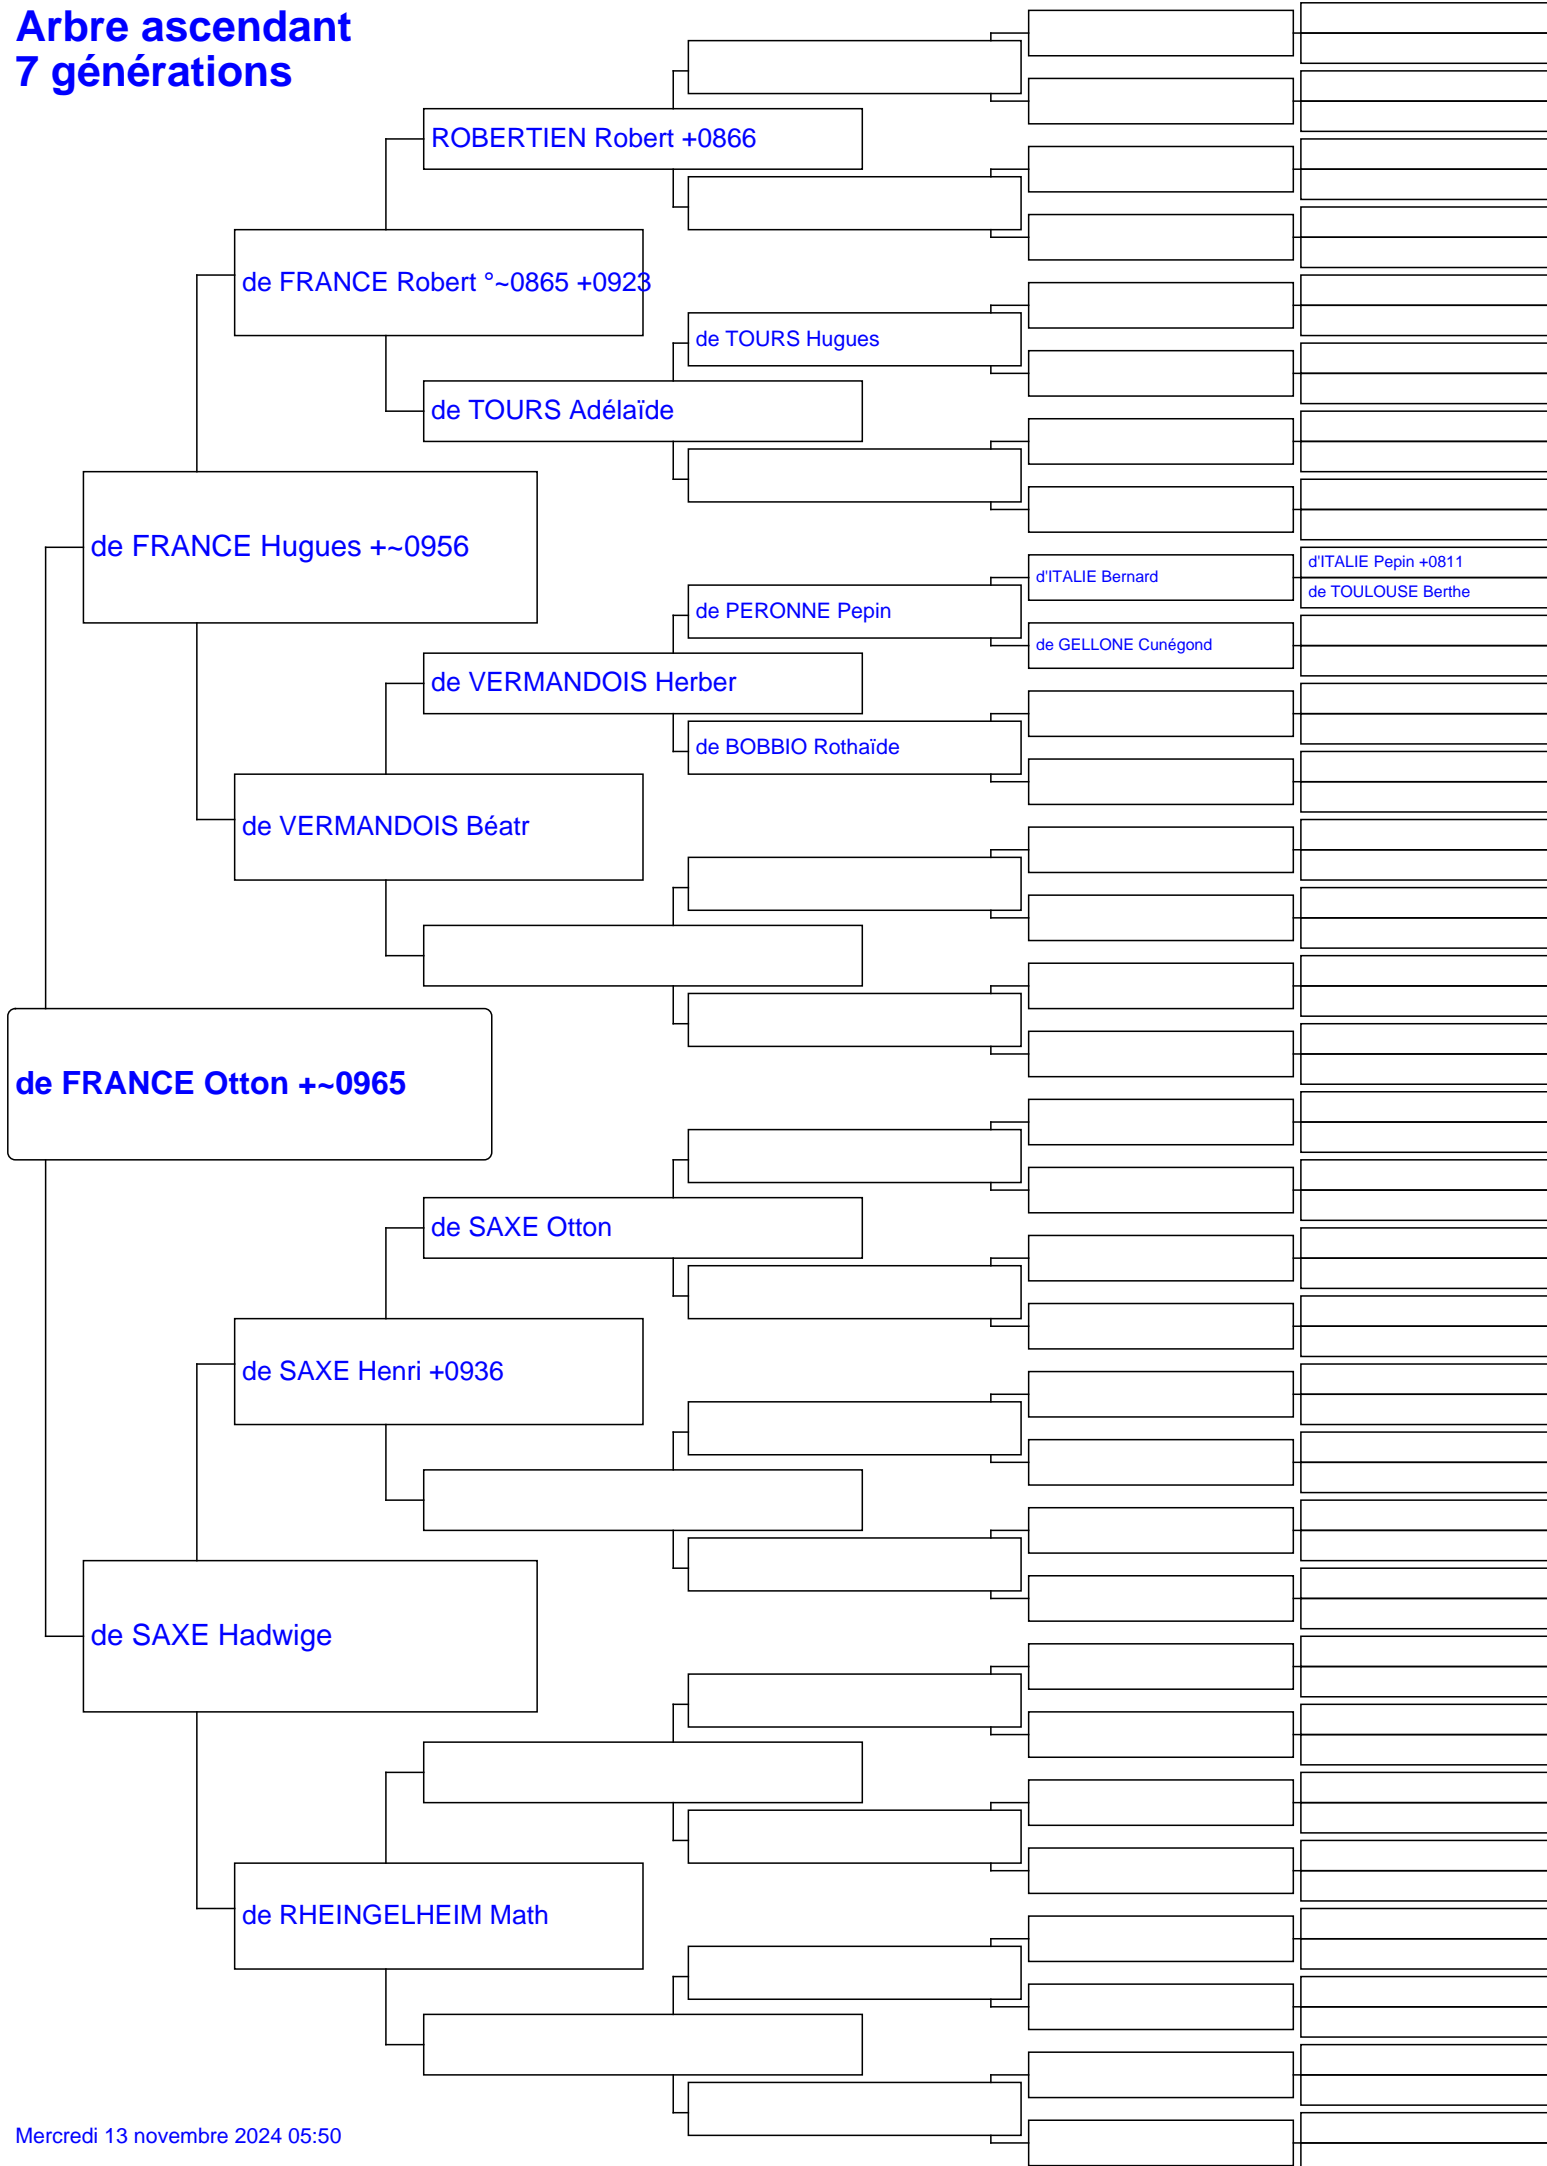 Arbre ascendant
7 générations
ROBERTIEN Robert +0866
de FRANCE Robert °~0865 +0923
de TOURS Hugues
de TOURS Adélaïde
de FRANCE Hugues +~0956
d'ITALIE Pepin +0811
d'ITALIE Bernard
de TOULOUSE Berthe
de PERONNE Pepin
de GELLONE Cunégond
de VERMANDOIS Herber
de BOBBIO Rothaïde
de VERMANDOIS Béatr
de FRANCE Otton +~0965
de SAXE Otton
de SAXE Henri +0936
de SAXE Hadwige
de RHEINGELHEIM Math
Mercredi 13 novembre 2024 05:50